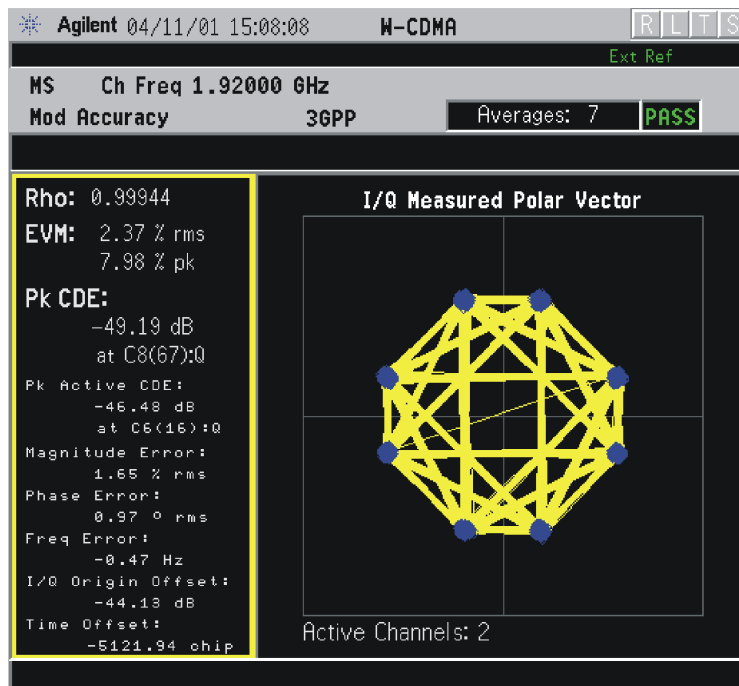 Agilent 04/11/01 15:08:08 W-CDMA R L T S
Ext Ref
MS Ch Freq 1.92000 GHz
Mod Accuracy 3GPP Averages: 7 PASS
Rho: 0.99944
EVM: 2.37 % rms
7.98 % pk
Pk CDE:
-49.19 dB
at C8(67):Q
Pk Active CDE:
-46.48 dB
at C6(16):Q
Magnitude Error:
1.65 % rms
Phase Error:
0.97 º rms
Freq Error:
-0.47 Hz
I/Q Origin Offset:
-44.13 dB
Time Offset:
-5121.94 chip
I/Q Measured Polar Vector
Active Channels: 2